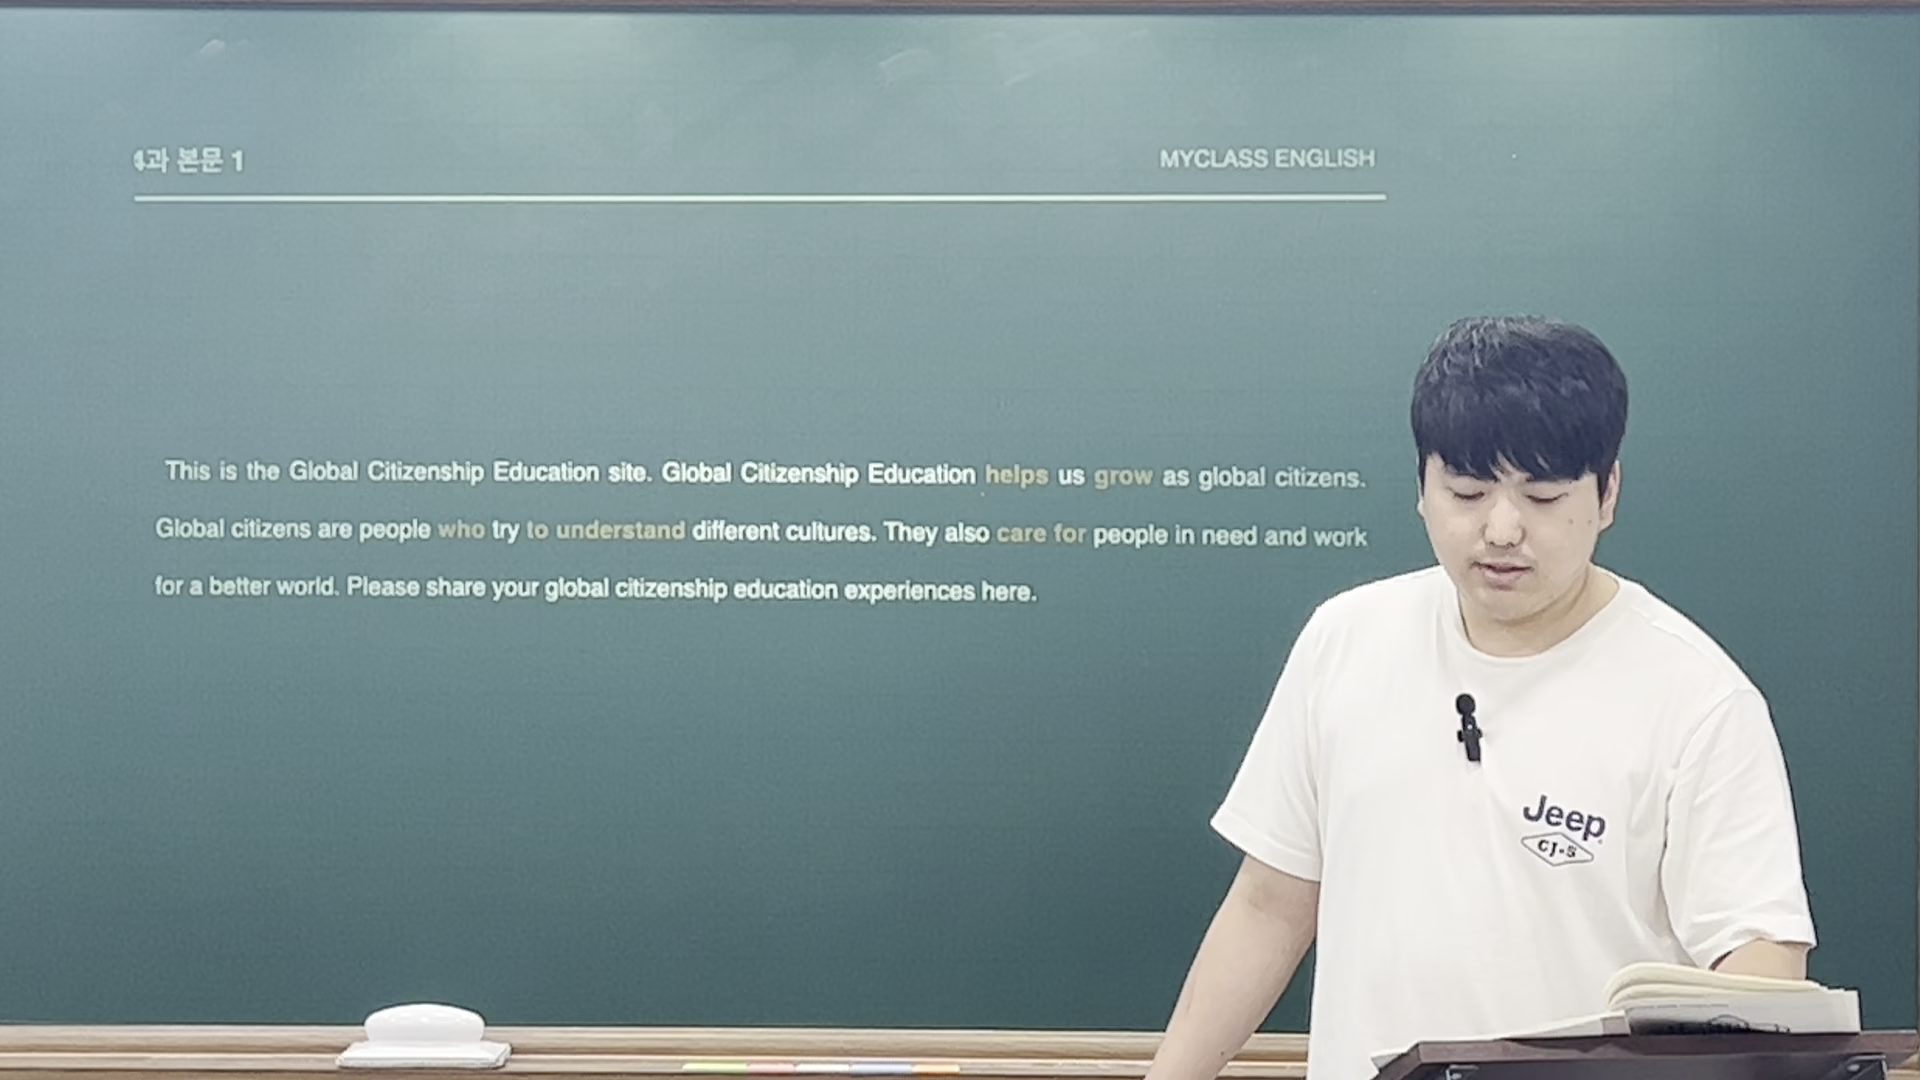 4과 본문 1
MYCLASS ENGLISH
This is the Global Citizenship Education site. Global Citizenship Education helps us grow as global citizens.
Global citizens are people who try to understand different cultures. They also care for people in need and work
for a better world. Please share your global citizenship education experiences here.
Jeep
CJ-5